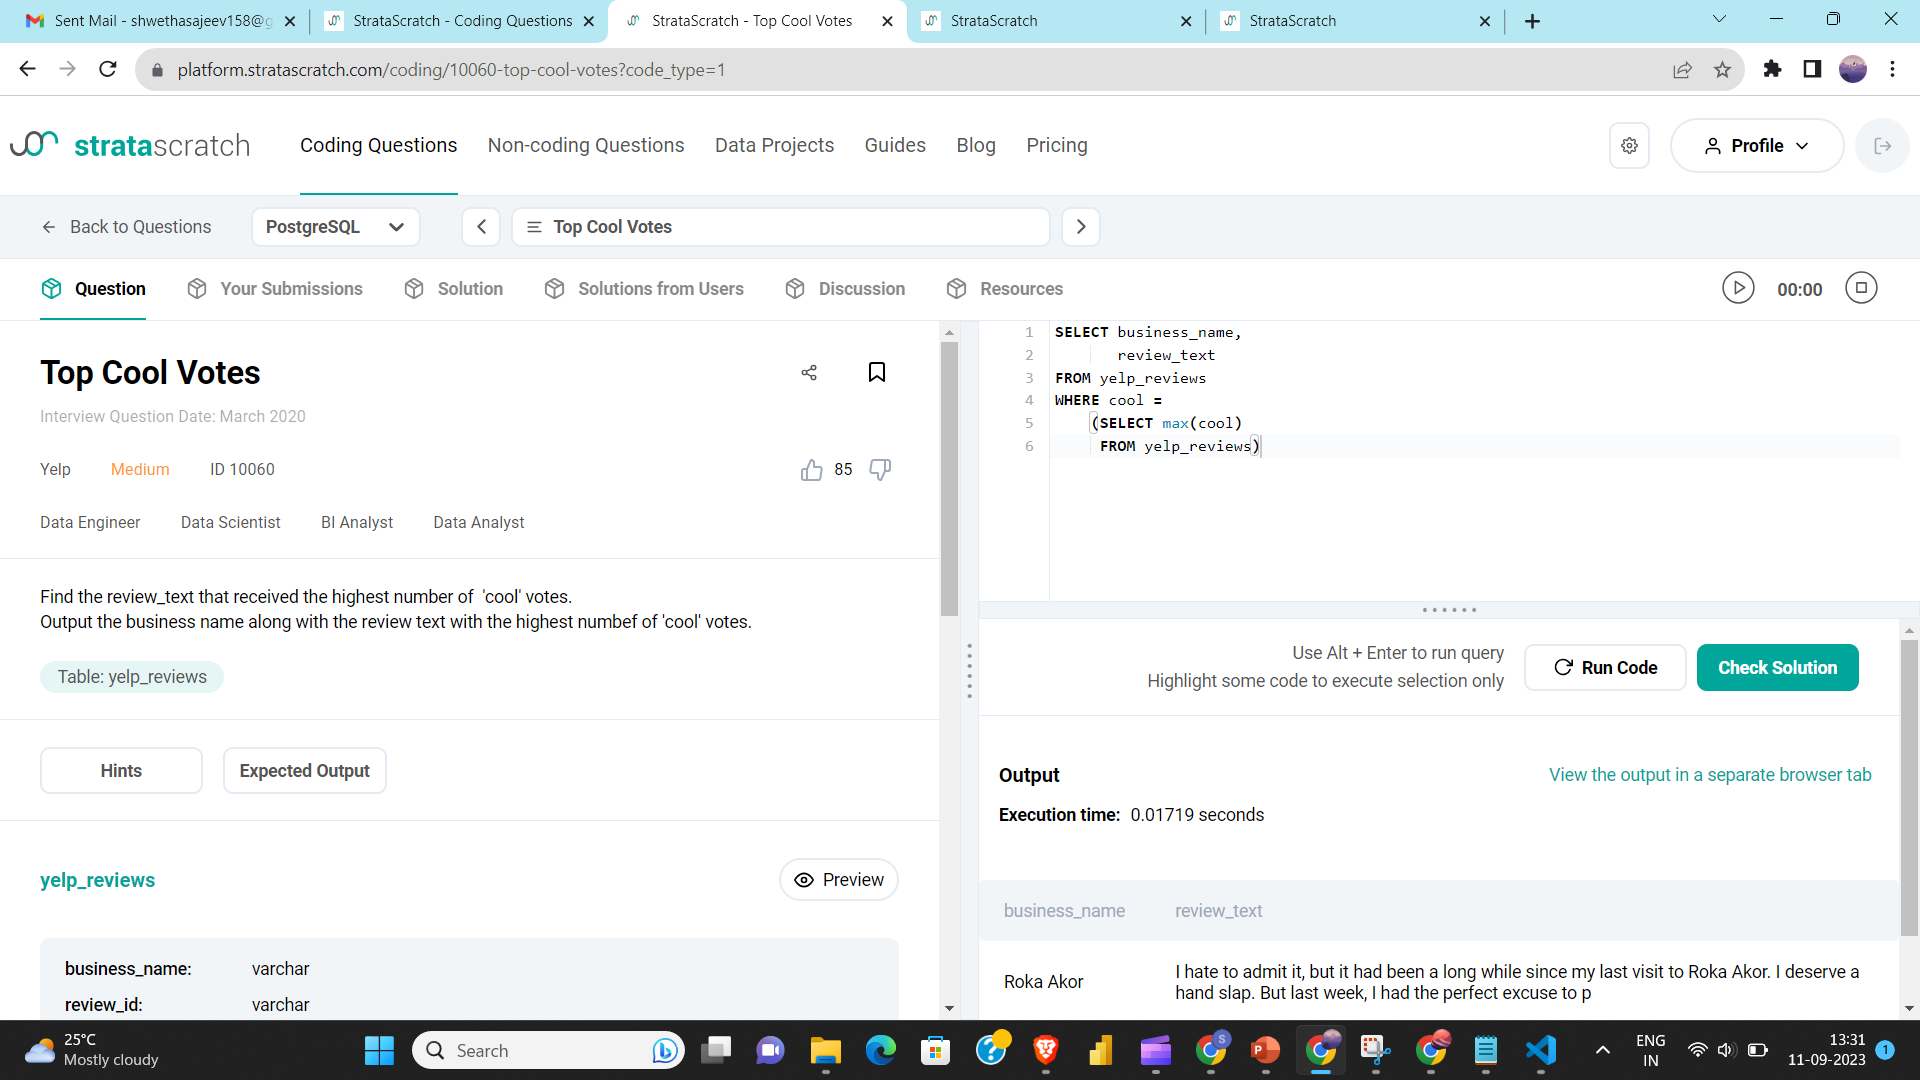 Sent Mail - shwethasajeev158@g
StrataScratch - Coding Questions
StrataScratch - Top Cool Votes
StrataScratch
StrataScratch
platform.stratascratch.com/coding/10060-top-cool-votes?code_type=1
stratascratch
Coding Questions
Non-coding Questions
Data Projects
Guides
Blog
Pricing
Profile
Back to Questions
PostgreSQL
Top Cool Votes
Question
Your Submissions
Solution
Solutions from Users
Discussion
Resources
00:00
Top Cool Votes
Interview Question Date: March 2020
Yelp
Medium
ID 10060
85
Data Engineer
Data Scientist
BI Analyst
Data Analyst
Find the review_text that received the highest number of  'cool' votes.
Output the business name along with the review text with the highest numbef of 'cool' votes.
Table: yelp_reviews
Hints
Expected Output
yelp_reviews
Preview
business_name: varchar
review_id: varchar
1 SELECT business_name,
2 review_text
3 FROM yelp_reviews
4 WHERE cool =
5 (SELECT max(cool)
6 FROM yelp_reviews)
Use Alt + Enter to run query
Highlight some code to execute selection only
Run Code
Check Solution
Output
View the output in a separate browser tab
Execution time: 0.01719 seconds
business_name review_text
Roka Akor
I hate to admit it, but it had been a long while since my last visit to Roka Akor. I deserve a
hand slap. But last week, I had the perfect excuse to p
25°C
Mostly cloudy
Search
S
P
ENG
IN
13:31
11-09-2023
1